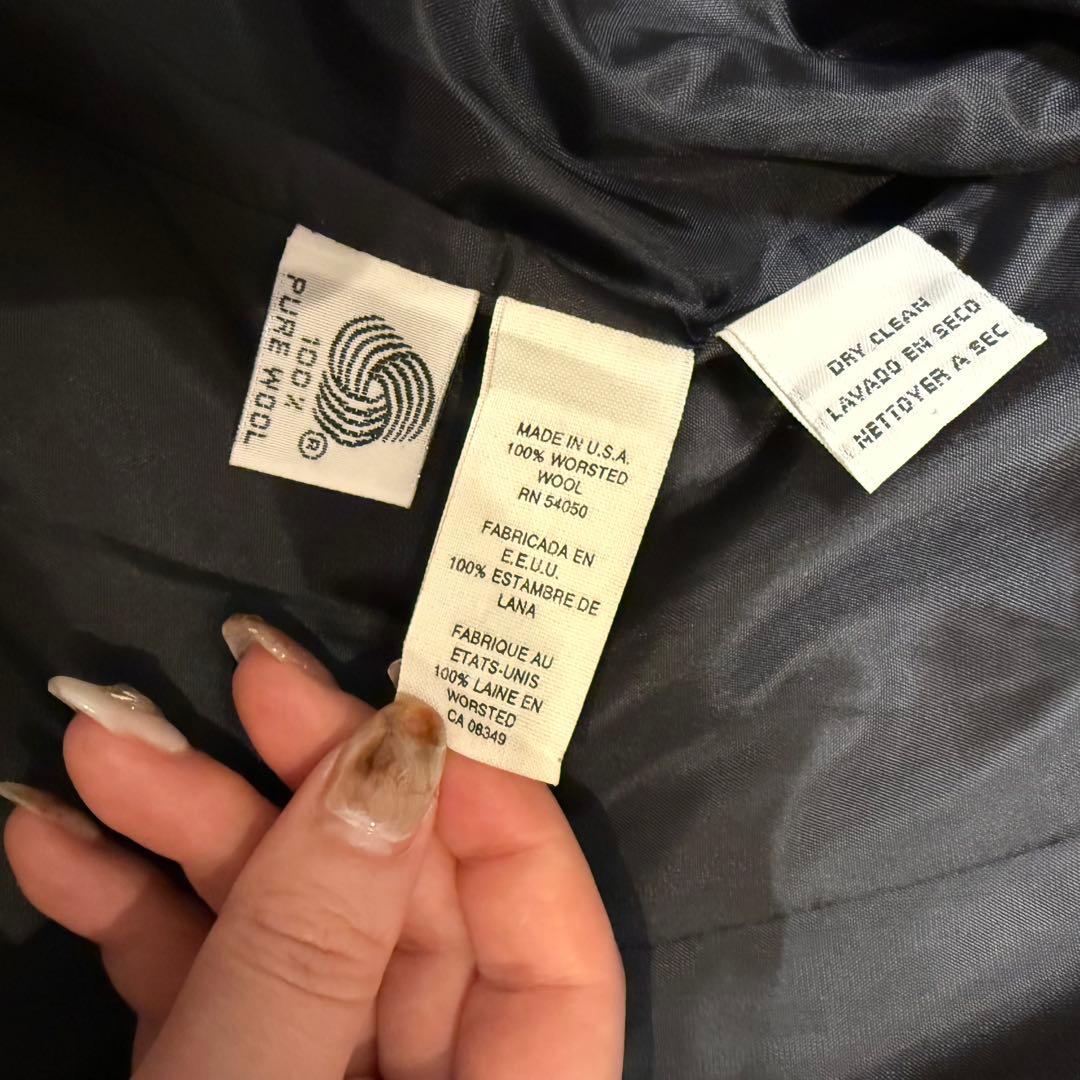 100%
PURE WOOL
®
MADE IN U.S.A.
100% WORSTED
WOOL
RN 54050
FABRICADA EN
E.E.U.U.
100% ESTAMBRE DE
LANA
FABRIQUE AU
ETATS-UNIS
100% LAINE EN
WORSTED
CA 08349
DRY CLEAN
LAVADO EN SECO
NETTOYER A SEC